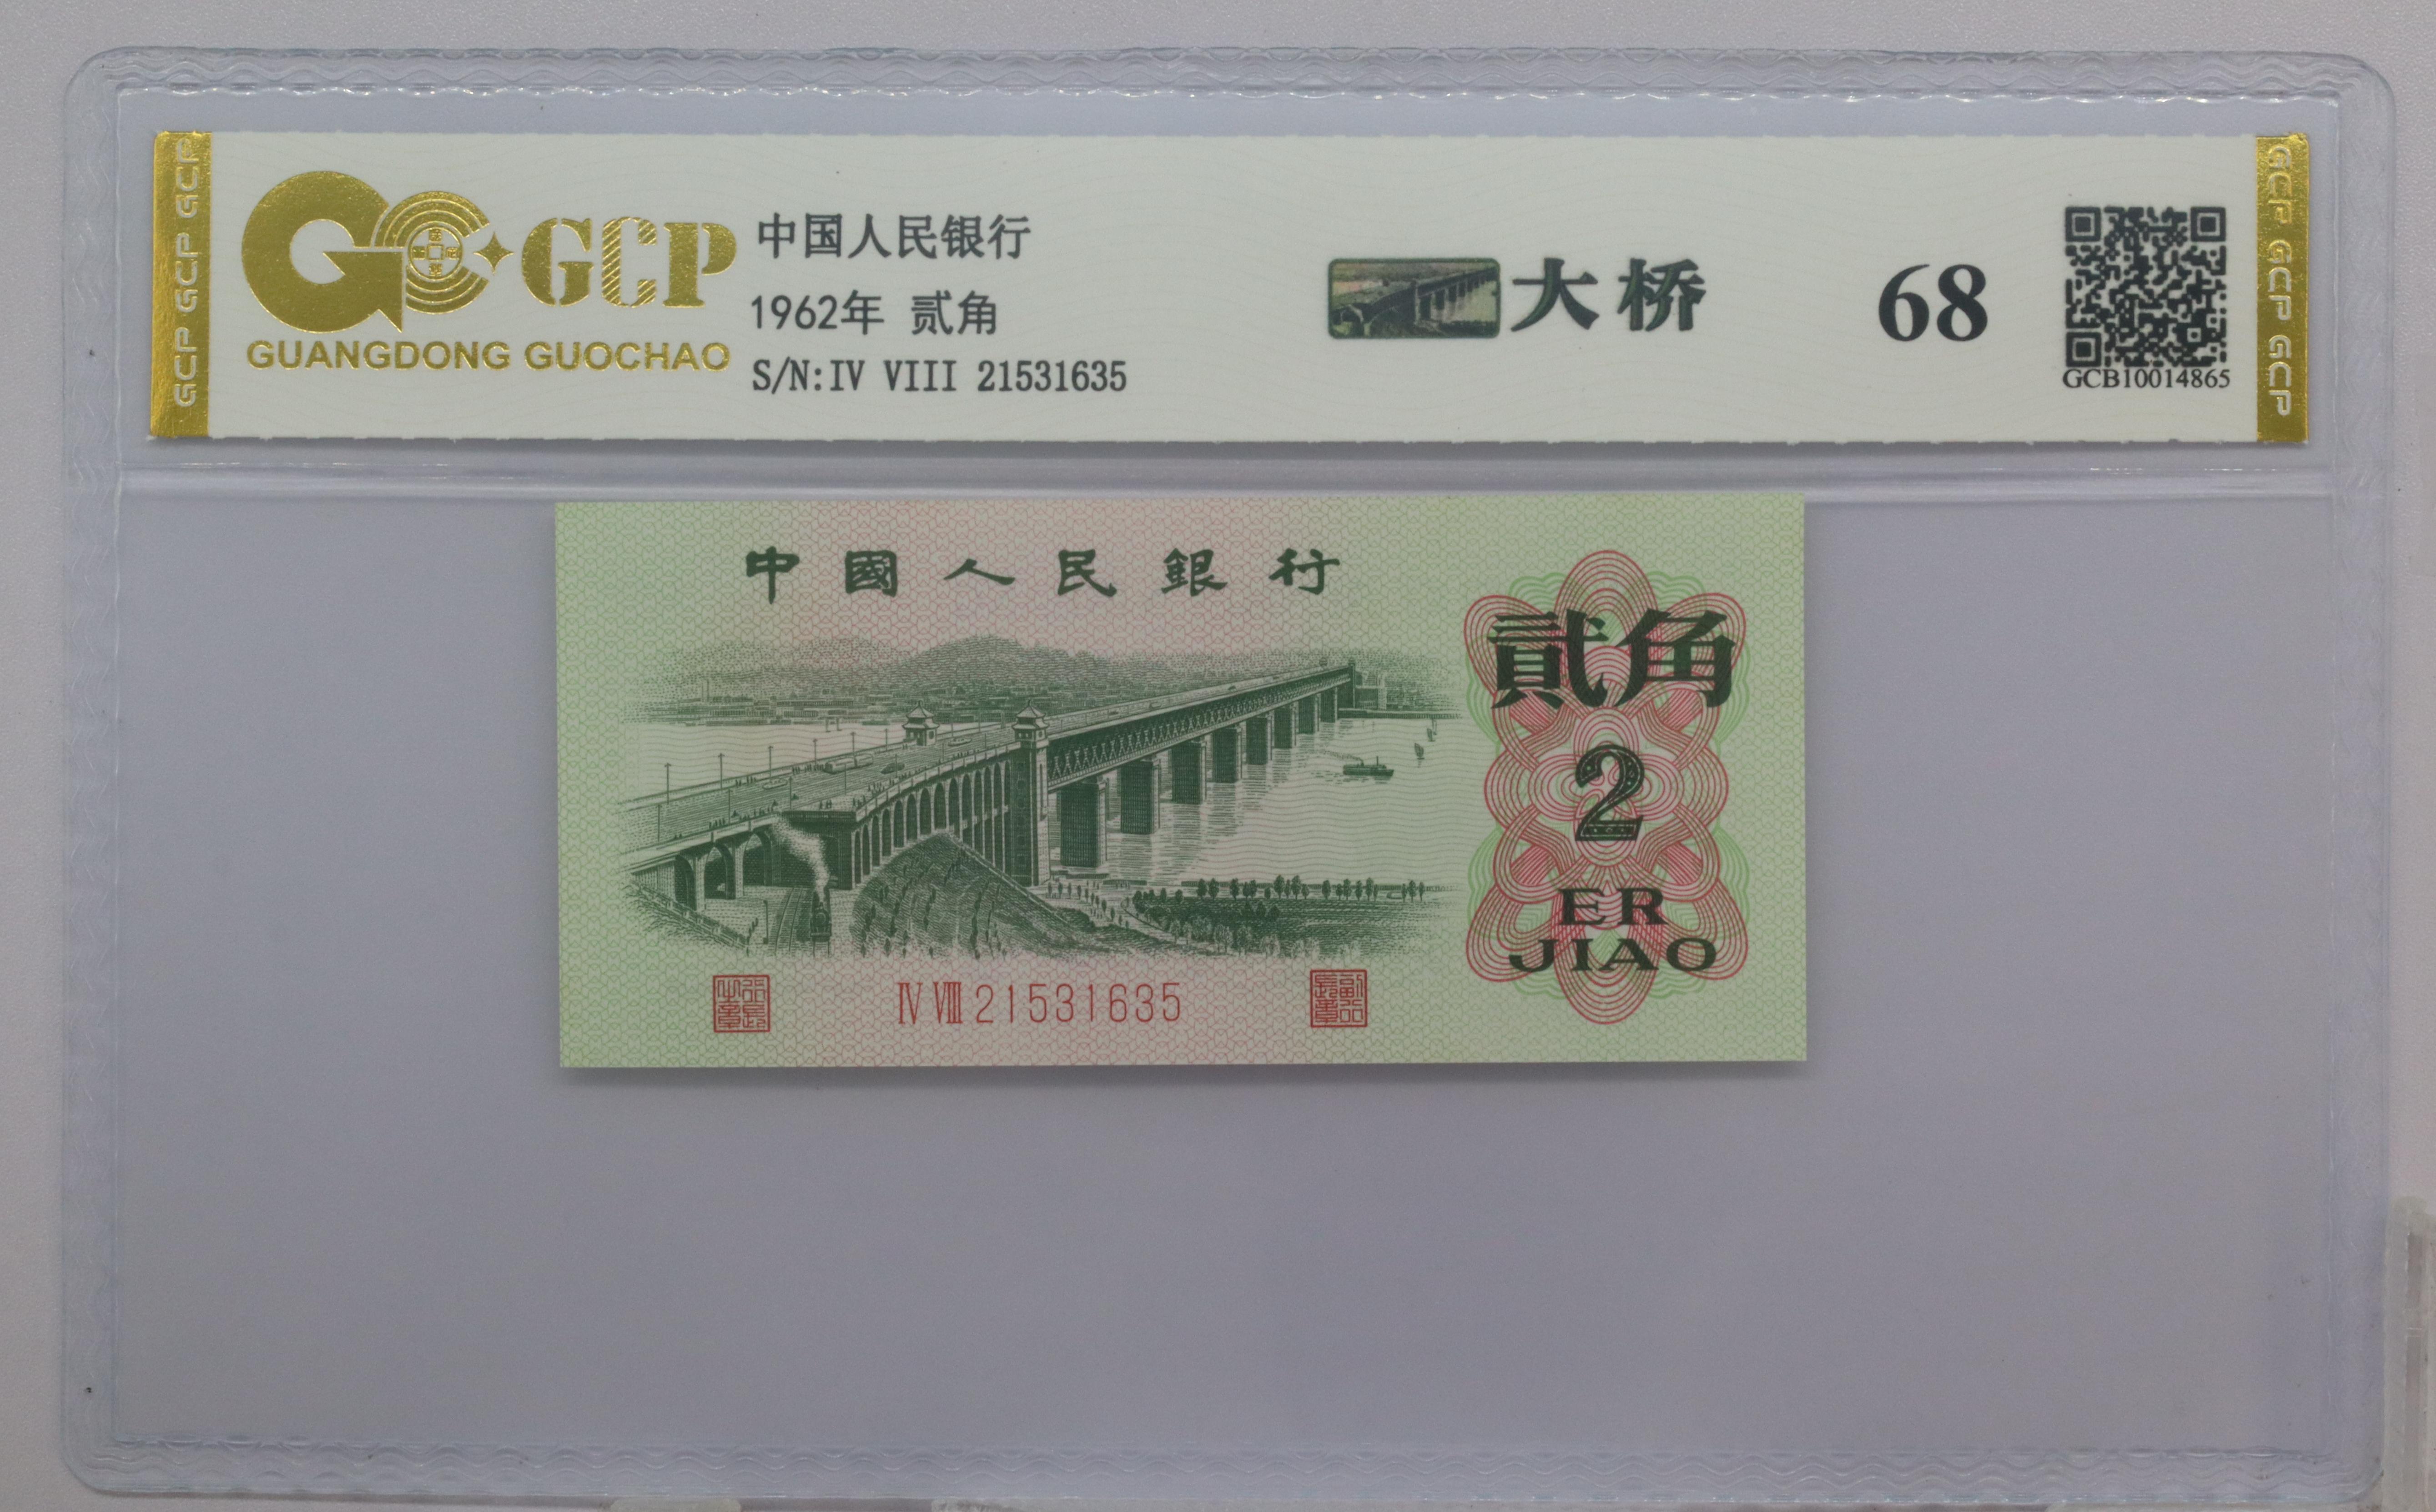 GCP GCP GCP
GCP
GUANGDONG GUOCHAO
中国人民银行
1962年 贰角
S/N:IV VIII 21531635
大桥
68
GCB10014865
GCP GCP GCP
中國人民銀行
貳角
2
ER
JIAO
Ⅳ Ⅷ 21531635